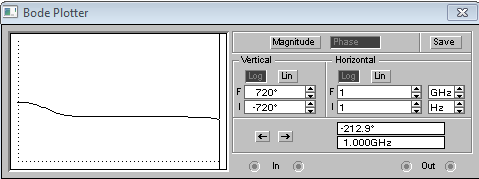 Bode Plotter
Magnitude Phase Save
Vertical Horizontal
Log Lin Log Lin
F 720° F 1 GHz
I -720° I 1 Hz
-212.9°
1.000GHz
In Out